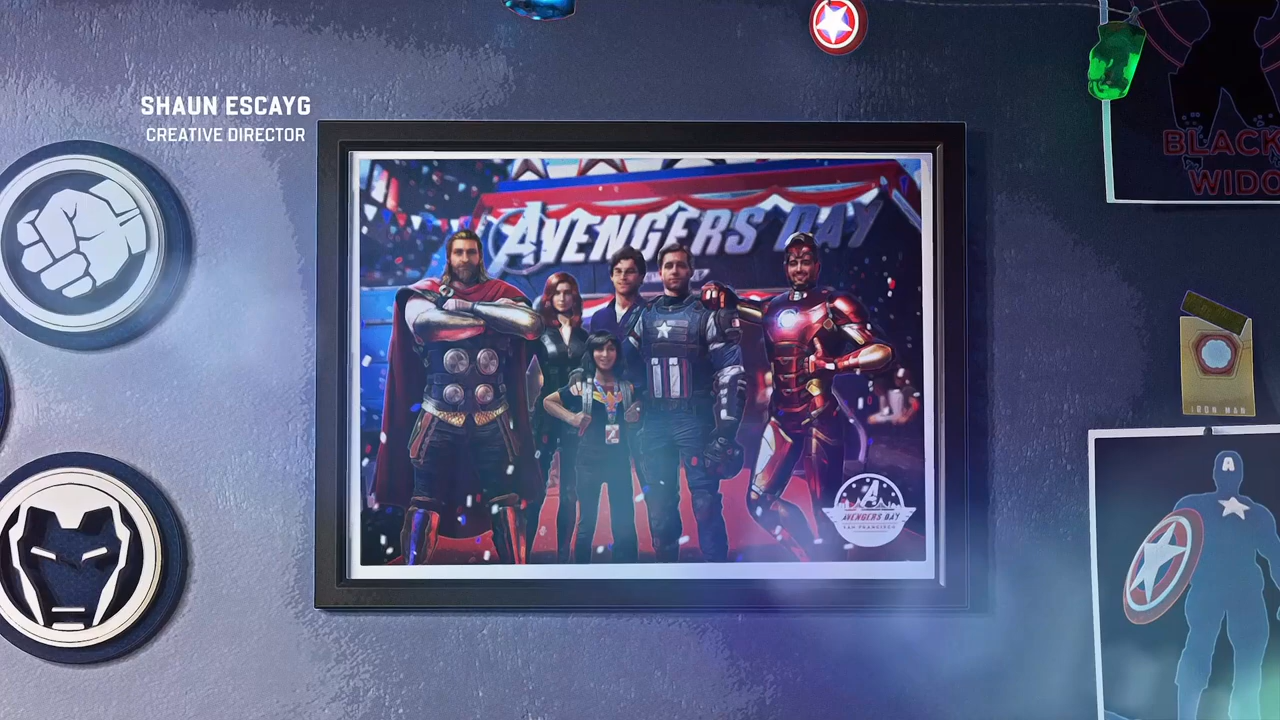 SHAUN ESCAYG
CREATIVE DIRECTOR
AVENGERS DAY
BLACK
WIDO
IRON MAN
A
AVENGERS DAY
SAN FRANCISCO